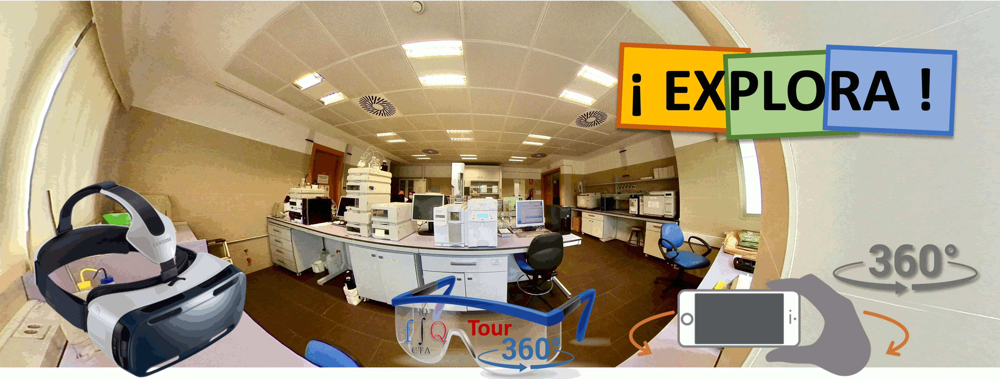 ¡ EXPLORA !
SAMSUNG
360°
IQ
f ∫ Q
CTA
Tour
360°